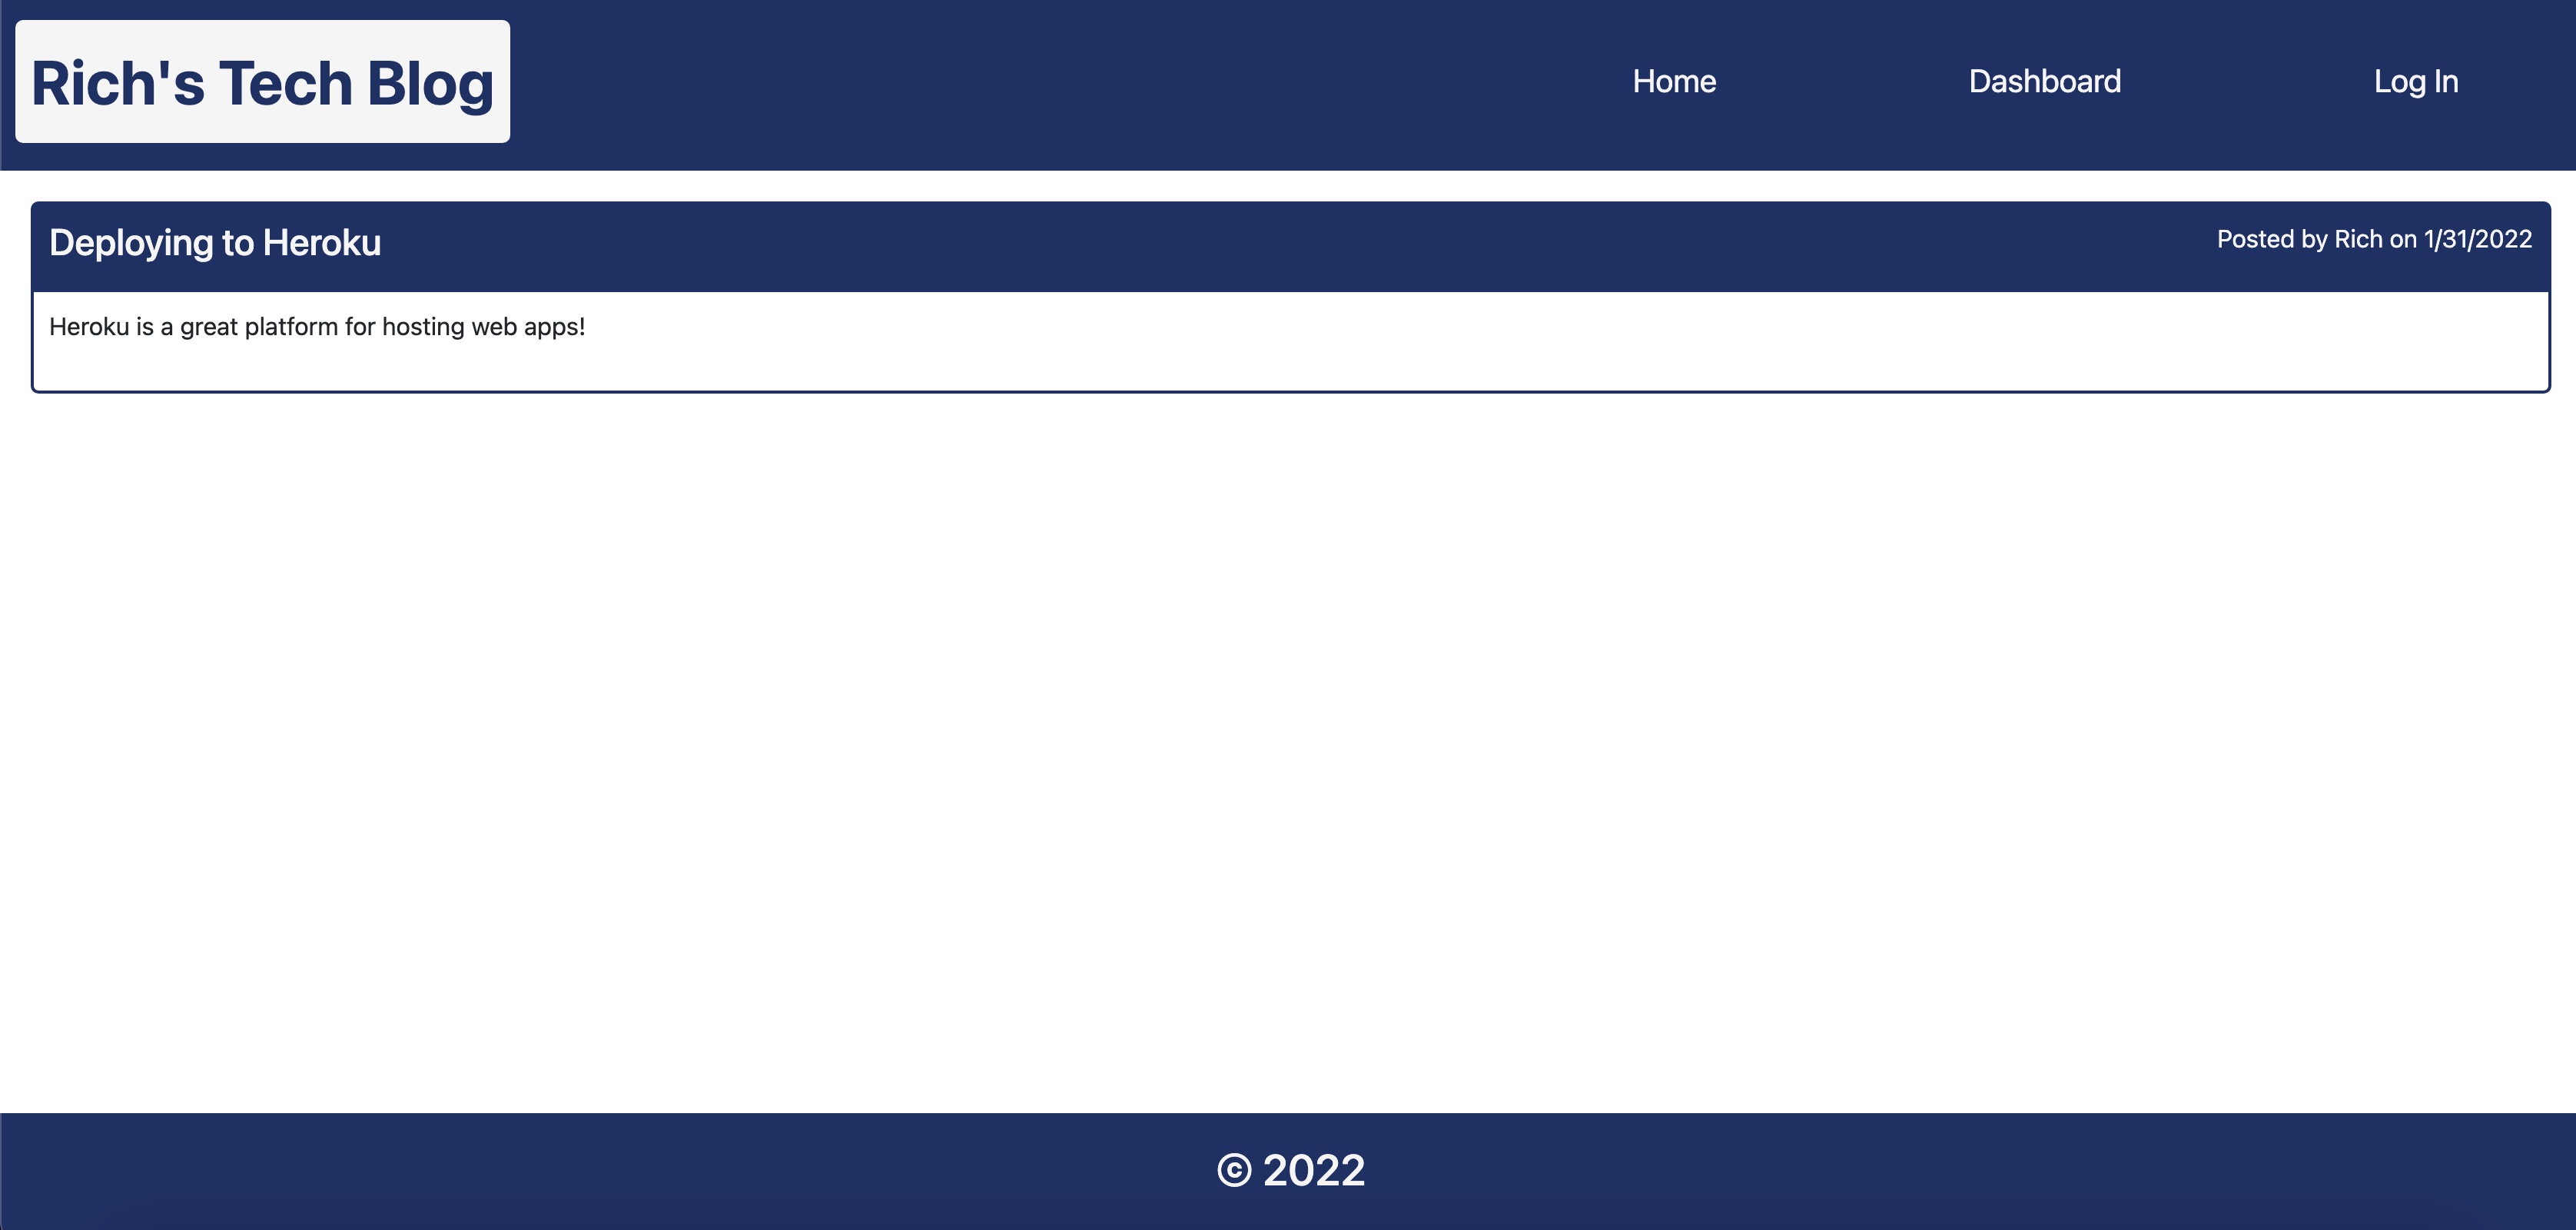 Rich's Tech Blog
Home
Dashboard
Log In
Deploying to Heroku
Posted by Rich on 1/31/2022
Heroku is a great platform for hosting web apps!
© 2022